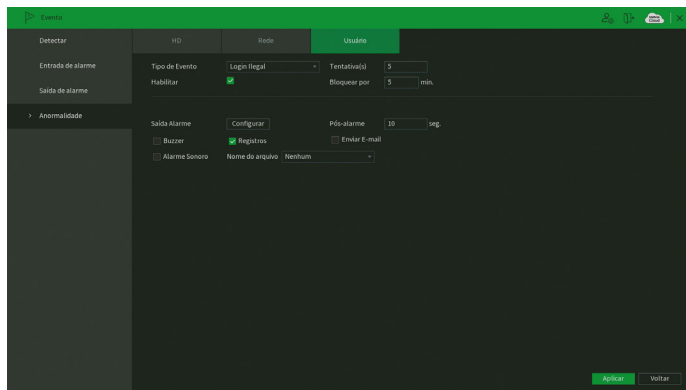 Evento
Intelbras Cloud
Detectar
Entrada de alarme
Saída de alarme
> Anormalidade
HD Rede Usuário
Tipo de Evento Login Ilegal Tentativa(s) 5
Habilitar Bloquear por 5 min.
Saída Alarme Configurar Pós-alarme 10 seg.
Buzzer Registros Enviar E-mail
Alarme Sonoro Nome do arquivo Nenhum
Aplicar Voltar